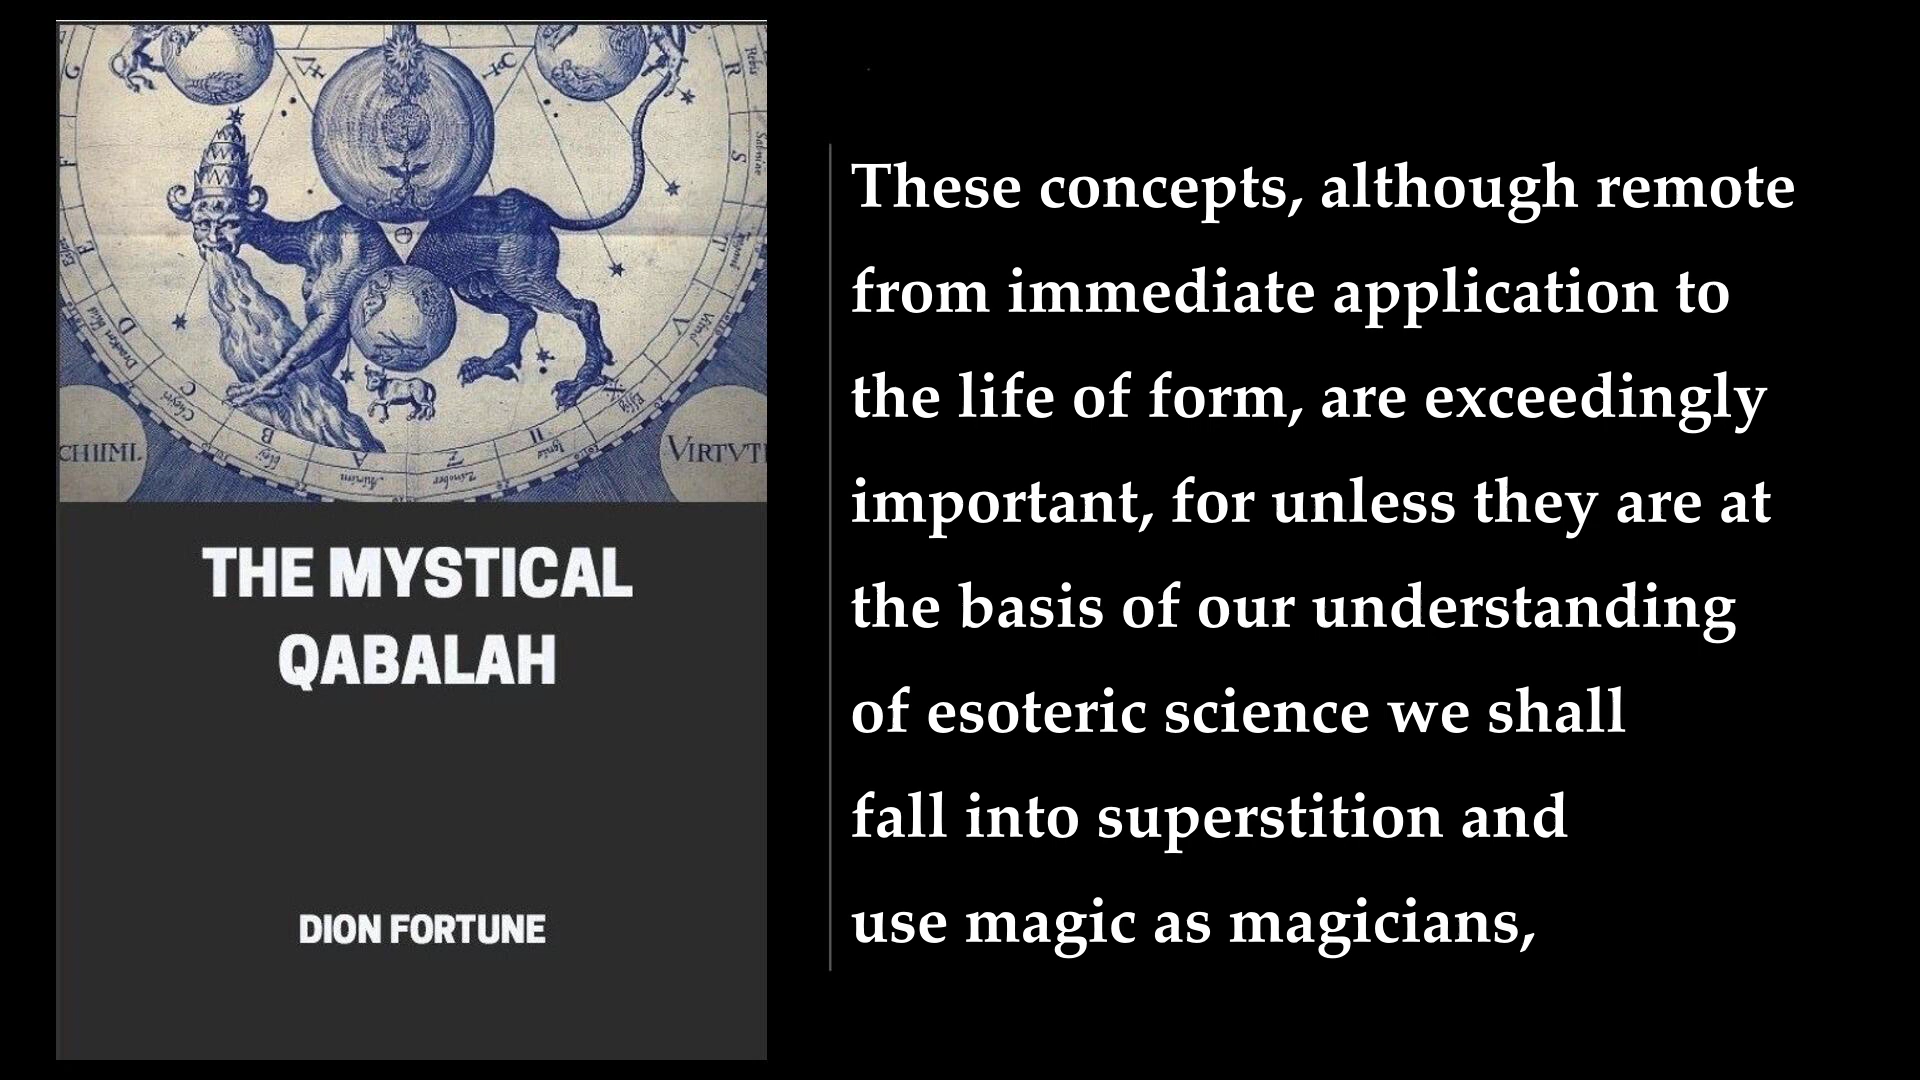 CHIIMI.
VIRTVTI
THE MYSTICAL
QABALAH
DION FORTUNE
These concepts, although remote
from immediate application to
the life of form, are exceedingly
important, for unless they are at
the basis of our understanding
of esoteric science we shall
fall into superstition and
use magic as magicians,